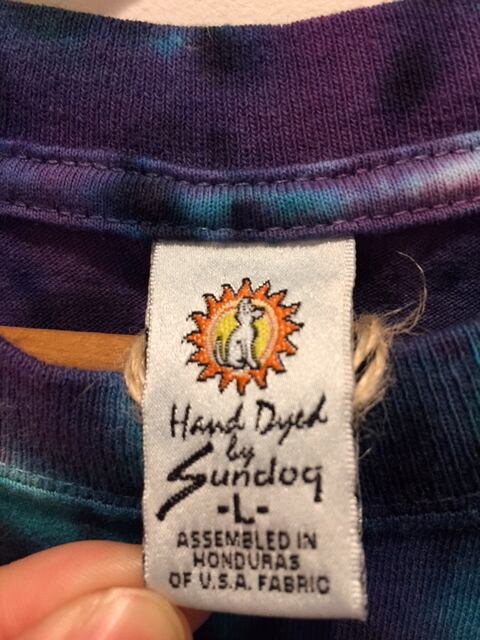 Hand Dyed
by
Sundog
-L-
ASSEMBLED IN
HONDURAS
OF U.S.A. FABRIC